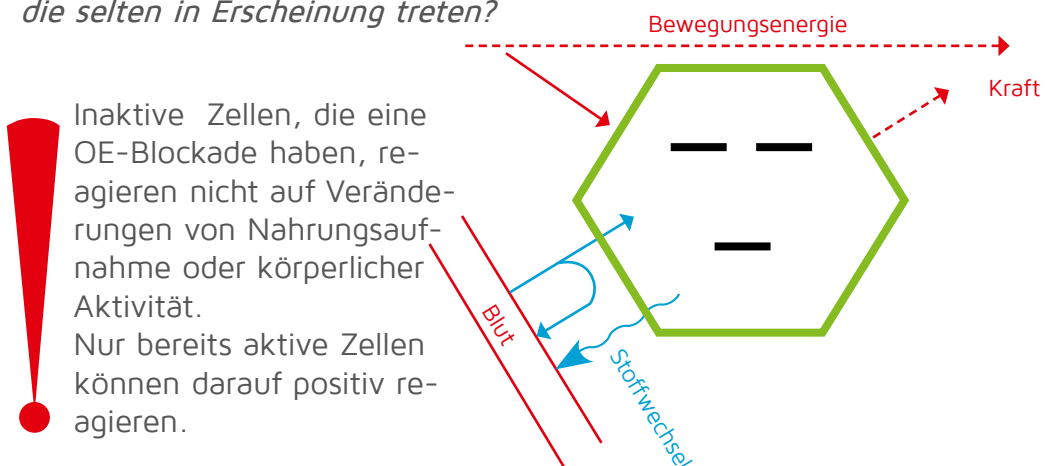 die selten in Erscheinung treten?
Bewegungsenergie
Kraft
Inaktive Zellen, die eine
OE-Blockade haben, re-
agieren nicht auf Verände-
rungen von Nahrungsauf-
nahme oder körperlicher
Aktivität.
Nur bereits aktive Zellen
können darauf positiv re-
agieren.
Blut
Stoffwechsel